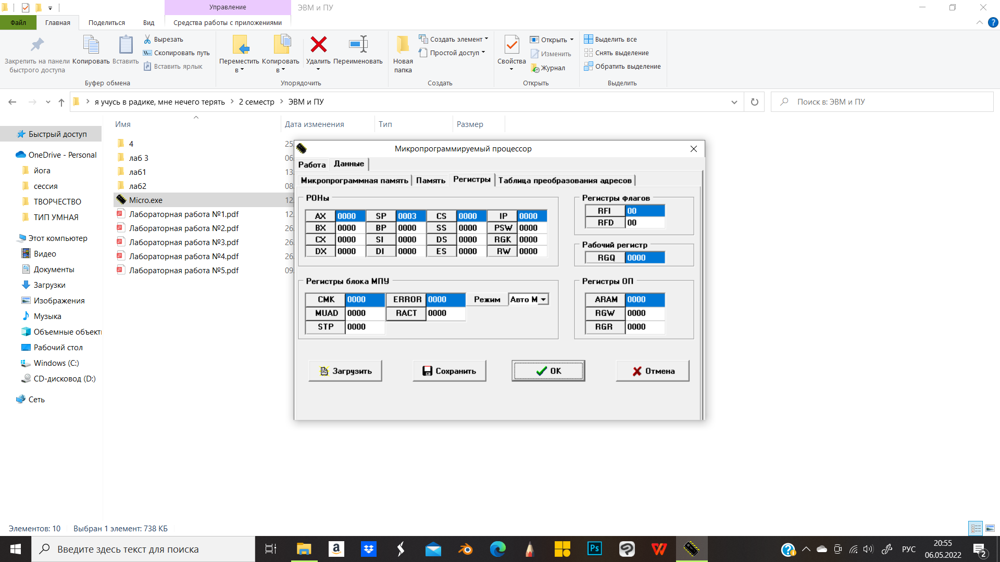 Управление
ЭВМ и ПУ
Файл
Главная
Поделиться
Вид
Средства работы с приложениями
Закрепить на панели
быстрого доступа
Копировать
Вставить
Вырезать
Скопировать путь
Вставить ярлык
Буфер обмена
Переместить
в
Копировать
в
Удалить
Переименовать
Упорядочить
Новая
папка
Создать элемент
Простой доступ
Создать
Свойства
Открыть
Изменить
Журнал
Открыть
Выделить все
Снять выделение
Обратить выделение
Выделить
я учусь в радике, мне нечего терять
2 семестр
ЭВМ и ПУ
Поиск в: ЭВМ и ПУ
Имя
Дата изменения
Тип
Размер
Быстрый доступ
OneDrive - Personal
йога
сессия
ТВОРЧЕСТВО
ТИП УМНАЯ
Этот компьютер
Видео
Документы
Загрузки
Изображения
Музыка
Объемные объект
Рабочий стол
Windows (C:)
CD-дисковод (D:)
Сеть
4 25
лаб 3 06
лаб1 13
лаб2 08
Micro.exe 12
Лабораторная работа №1.pdf 12
Лабораторная работа №2.pdf 26
Лабораторная работа №3.pdf 26
Лабораторная работа №4.pdf 26
Лабораторная работа №5.pdf 09
Микропрограммируемый процессор
Работа Данные
Микропрограммная память Память Регистры Таблица преобразования адресов
РОНы
AX 0000 SP 0003 CS 0000 IP 0000
BX 0000 BP 0000 SS 0000 PSW 0000
CX 0000 SI 0000 DS 0000 RGK 0000
DX 0000 DI 0000 ES 0000 RW 0000
Регистры флагов
RFI 00
RFD 00
Рабочий регистр
RGQ 0000
Регистры блока МПУ
СМК 0000 ERROR 0000 Режим Авто М
MUAD 0000 RACT 0000
STP 0000
Регистры ОП
ARAM 0000
RGW 0000
RGR 0000
Загрузить
Сохранить
OK
Отмена
Элементов: 10
Выбран 1 элемент: 738 КБ
Введите здесь текст для поиска
a
Ps
РУС
20:55
06.05.2022
2